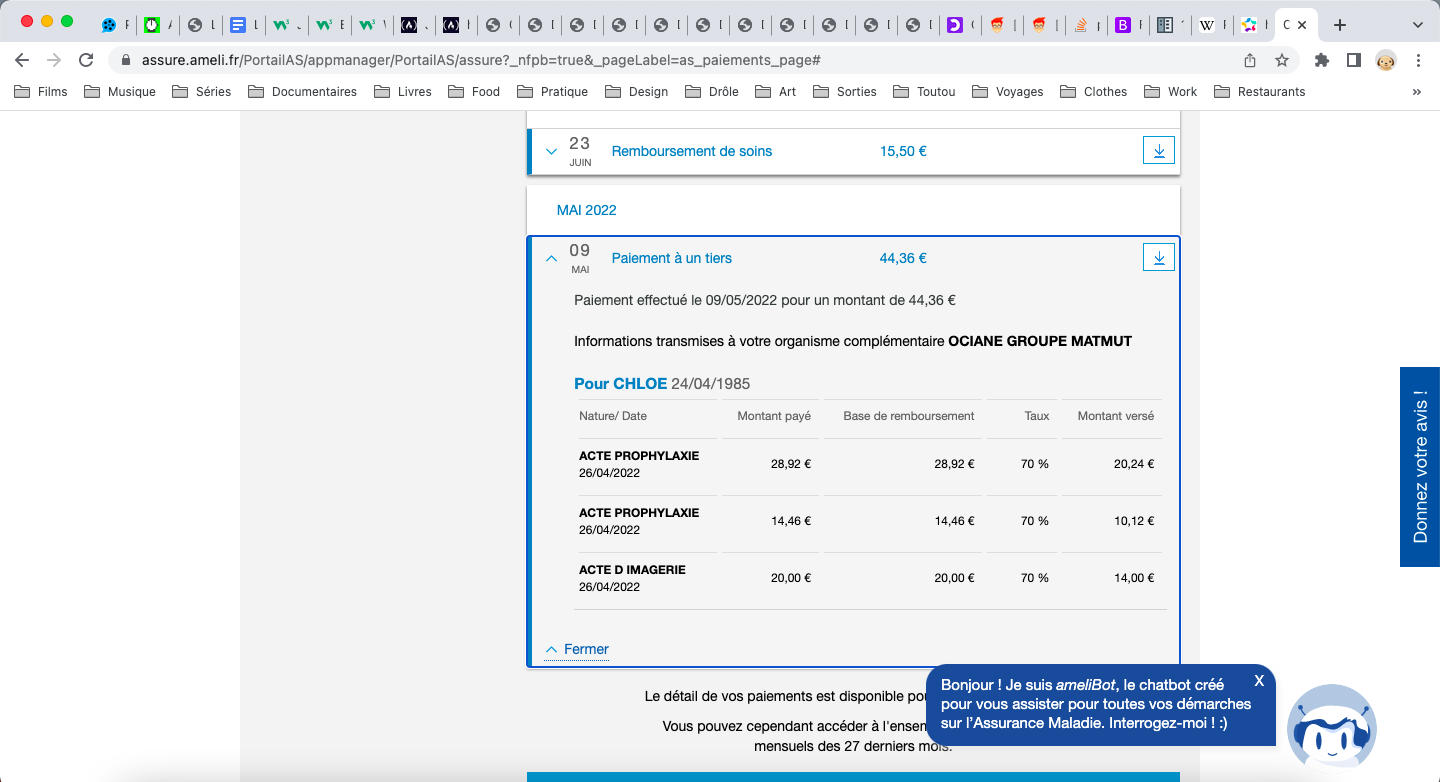 assure.ameli.fr/PortailAS/appmanager/PortailAS/assure?_nfpb=true&_pageLabel=as_paiements_page#
Films Musique Séries Documentaires Livres Food Pratique Design Drôle Art Sorties Toutou Voyages Clothes Work Restaurants »
23
JUIN
Remboursement de soins 15,50 €
MAI 2022
09
MAI
Paiement à un tiers 44,36 €
Paiement effectué le 09/05/2022 pour un montant de 44,36 €
Informations transmises à votre organisme complémentaire OCIANE GROUPE MATMUT
Pour CHLOE 24/04/1985
Nature/ Date Montant payé Base de remboursement Taux Montant versé
ACTE PROPHYLAXIE
26/04/2022
28,92 € 28,92 € 70 % 20,24 €
ACTE PROPHYLAXIE
26/04/2022
14,46 € 14,46 € 70 % 10,12 €
ACTE D IMAGERIE
26/04/2022
20,00 € 20,00 € 70 % 14,00 €
Fermer
Le détail de vos paiements est disponible
Vous pouvez cependant accéder à
mensuels des 27 derniers mois.
Bonjour ! Je suis ameliBot, le chatbot créé
pour vous assister pour toutes vos démarches
sur l'Assurance Maladie. Interrogez-moi ! :)
X
Donnez votre avis !